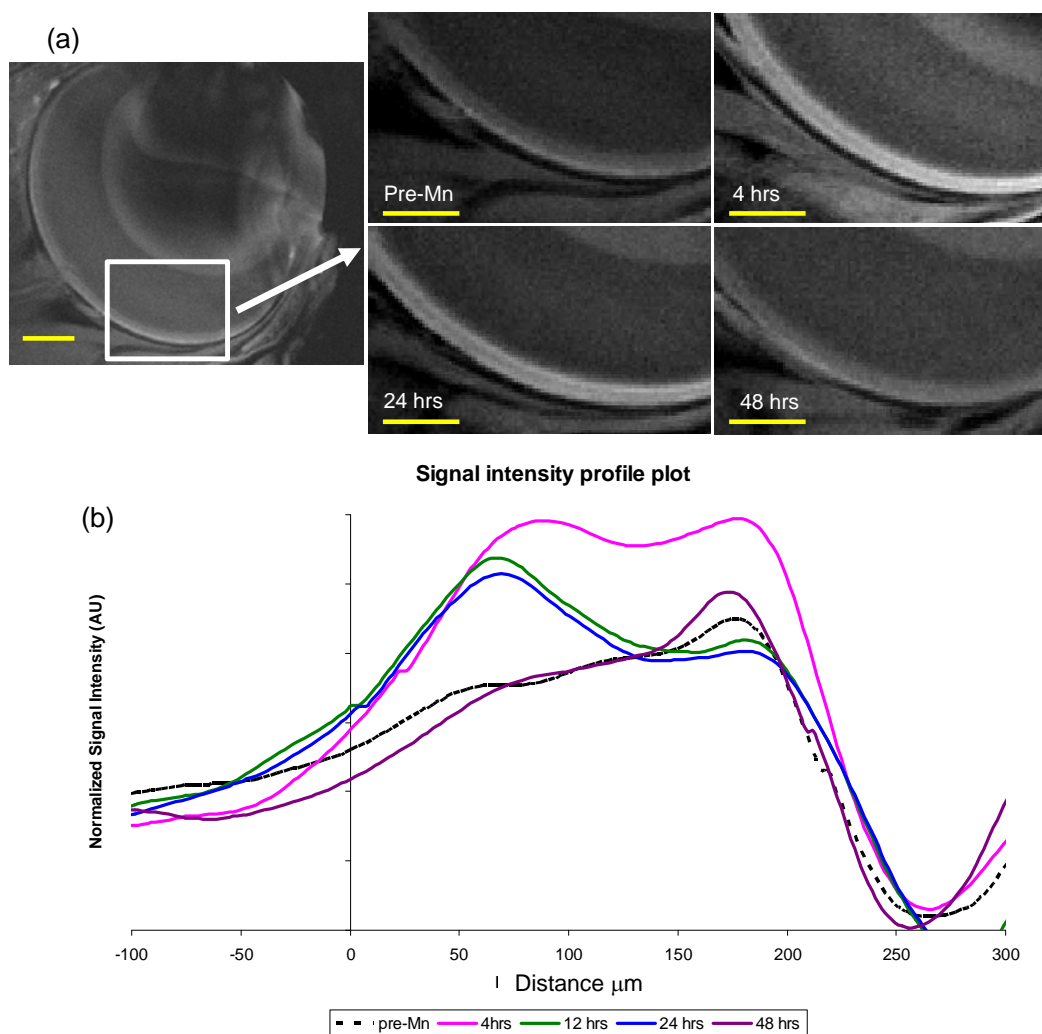 (a)
Pre-Mn
4 hrs
24 hrs
48 hrs
Signal intensity profile plot
(b)
Normalized Signal Intensity (AU)
-100 -50 0 50 100 150 200 250 300
Distance μm
pre-Mn 4hrs 12 hrs 24 hrs 48 hrs